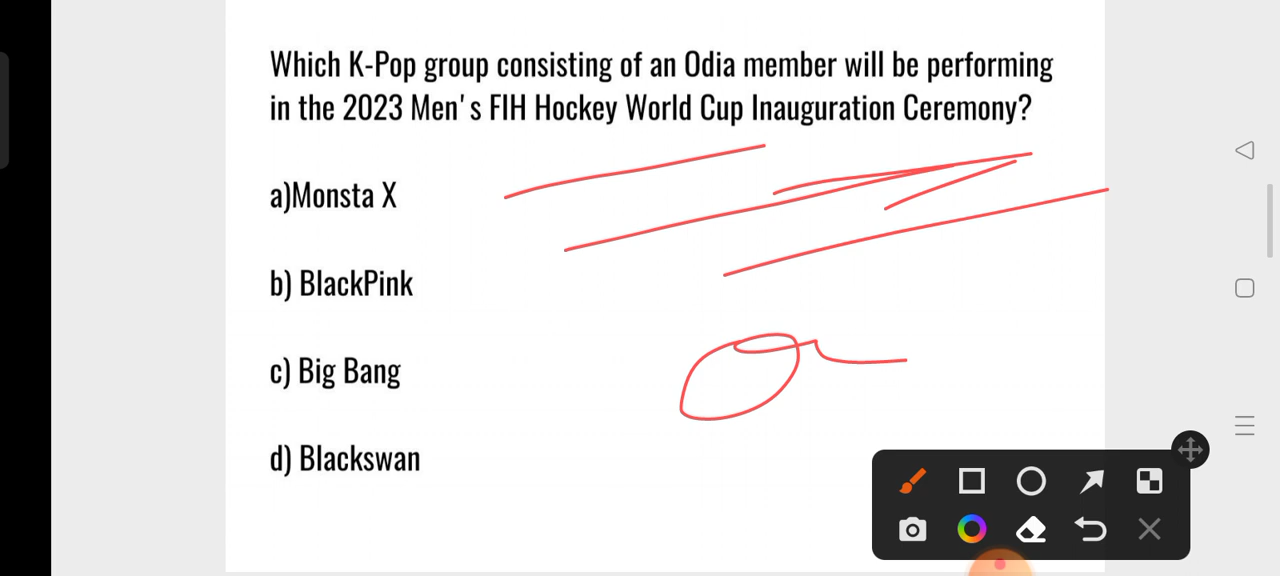 Which K-Pop group consisting of an Odia member will be performing
in the 2023 Men's FIH Hockey World Cup Inauguration Ceremony?
a)Monsta X
b) BlackPink
c) Big Bang
d) Blackswan